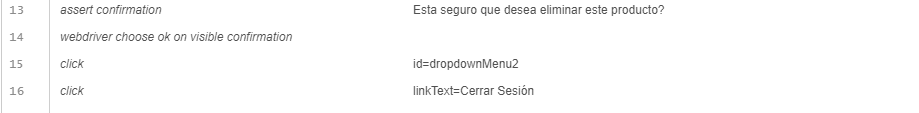 13 assert confirmation Esta seguro que desea eliminar este producto?
14 webdriver choose ok on visible confirmation
15 click id=dropdownMenu2
16 click linkText=Cerrar Sesión